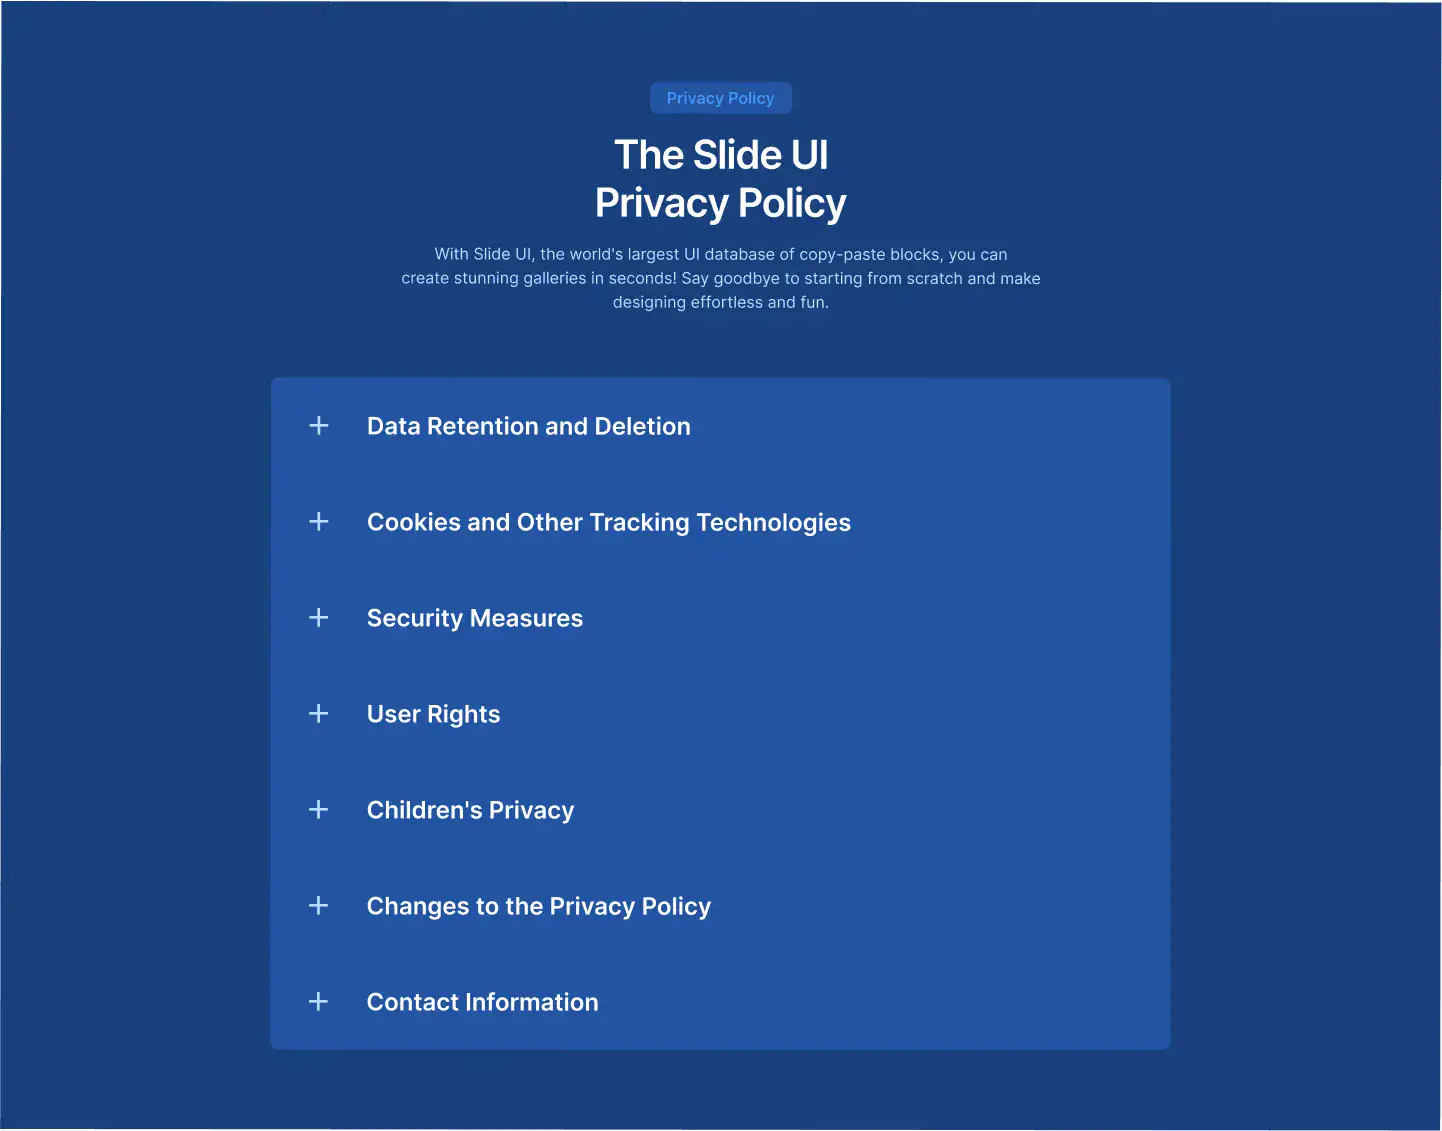 Privacy Policy
The Slide UI
Privacy Policy
With Slide UI, the world's largest UI database of copy-paste blocks, you can
create stunning galleries in seconds! Say goodbye to starting from scratch and make
designing effortless and fun.
Data Retention and Deletion
Cookies and Other Tracking Technologies
Security Measures
User Rights
Children's Privacy
Changes to the Privacy Policy
Contact Information